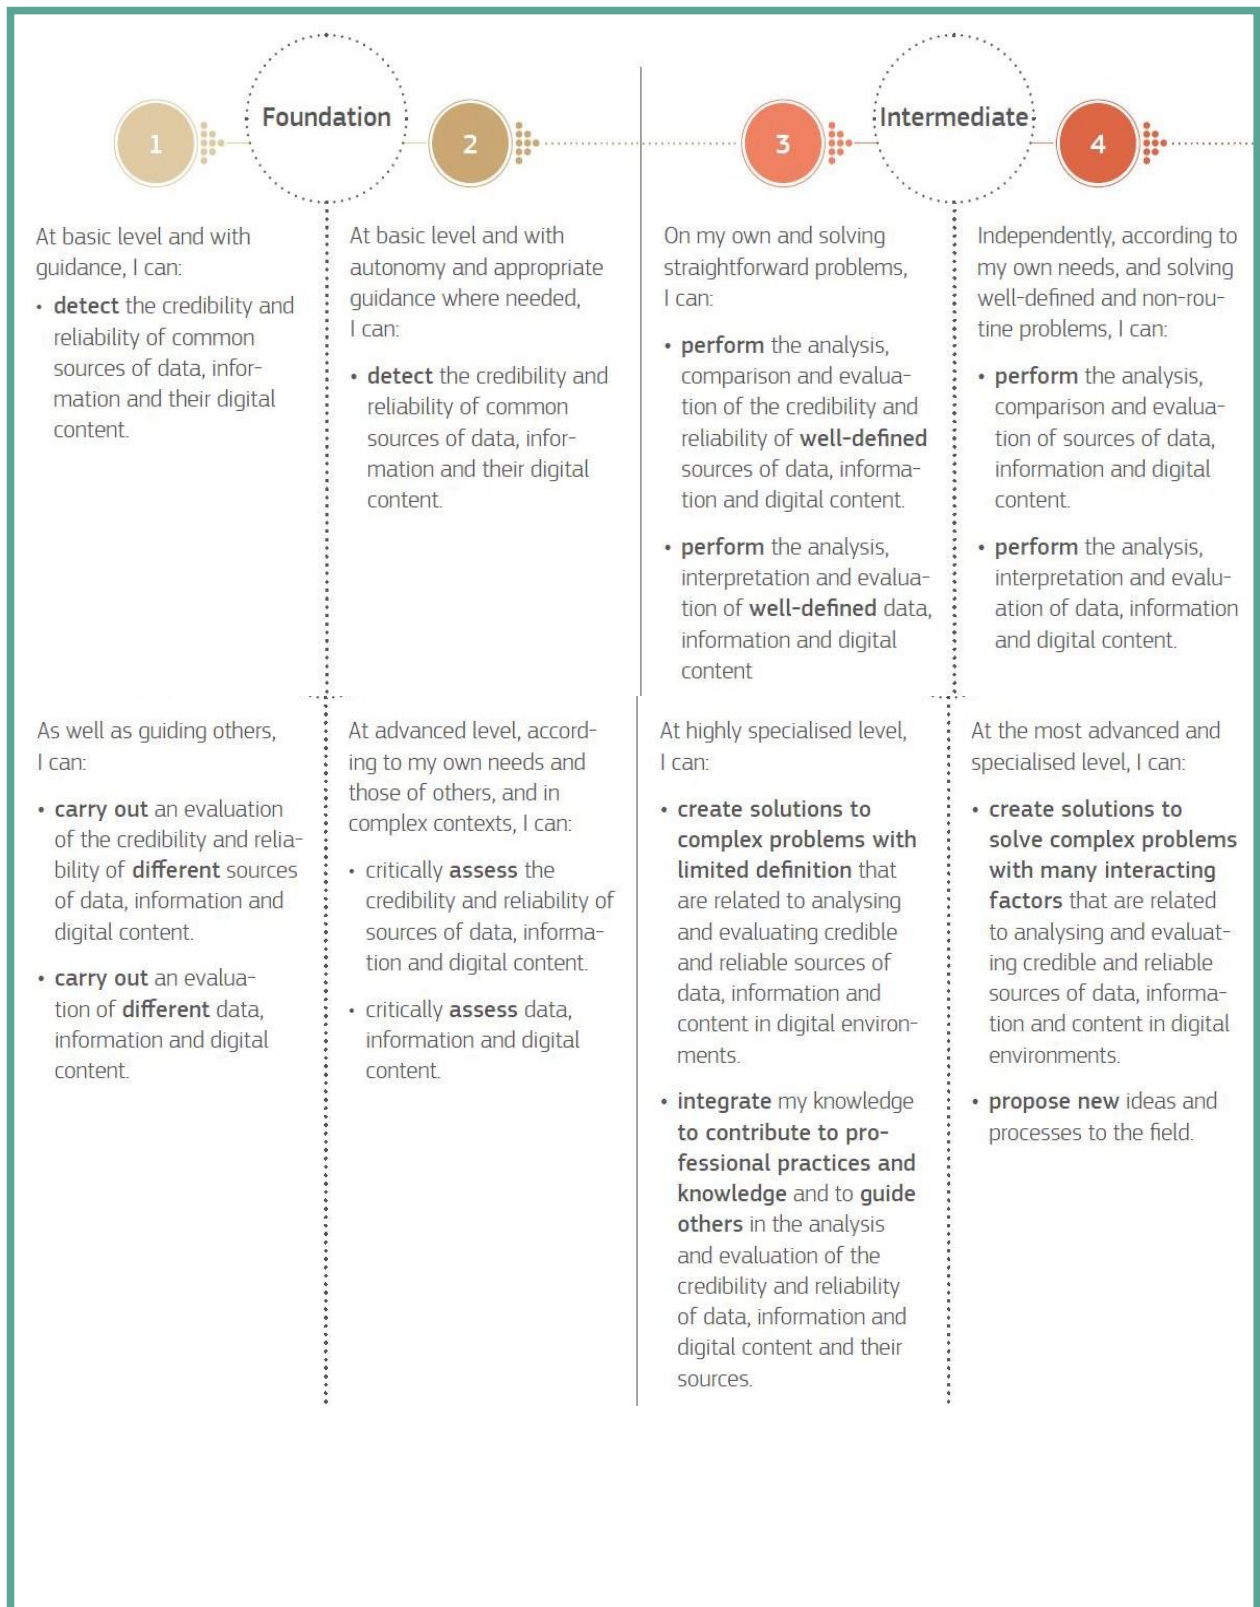 1
Foundation
2
3
Intermediate
4
At basic level and with
guidance, I can:
• detect the credibility and
reliability of common
sources of data, infor-
mation and their digital
content.
At basic level and with
autonomy and appropriate
guidance where needed,
I can:
• detect the credibility and
reliability of common
sources of data, infor-
mation and their digital
content.
On my own and solving
straightforward problems,
I can:
• perform the analysis,
comparison and evalua-
tion of the credibility and
reliability of well-defined
sources of data, informa-
tion and digital content.
• perform the analysis,
interpretation and evalua-
tion of well-defined data,
information and digital
content
Independently, according to
my own needs, and solving
well-defined and non-rou-
tine problems, I can:
• perform the analysis,
comparison and evalua-
tion of sources of data,
information and digital
content.
• perform the analysis,
interpretation and evalu-
ation of data, information
and digital content.
As well as guiding others,
I can:
• carry out an evaluation
of the credibility and relia-
bility of different sources
of data, information and
digital content.
• carry out an evalua-
tion of different data,
information and digital
content.
At advanced level, accord-
ing to my own needs and
those of others, and in
complex contexts, I can:
• critically assess the
credibility and reliability of
sources of data, informa-
tion and digital content.
• critically assess data,
information and digital
content.
At highly specialised level,
I can:
• create solutions to
complex problems with
limited definition that
are related to analysing
and evaluating credible
and reliable sources of
data, information and
content in digital environ-
ments.
• integrate my knowledge
to contribute to pro-
fessional practices and
knowledge and to guide
others in the analysis
and evaluation of the
credibility and reliability
of data, information and
digital content and their
sources.
At the most advanced and
specialised level, I can:
• create solutions to
solve complex problems
with many interacting
factors that are related
to analysing and evaluat-
ing credible and reliable
sources of data, informa-
tion and content in digital
environments.
• propose new ideas and
processes to the field.